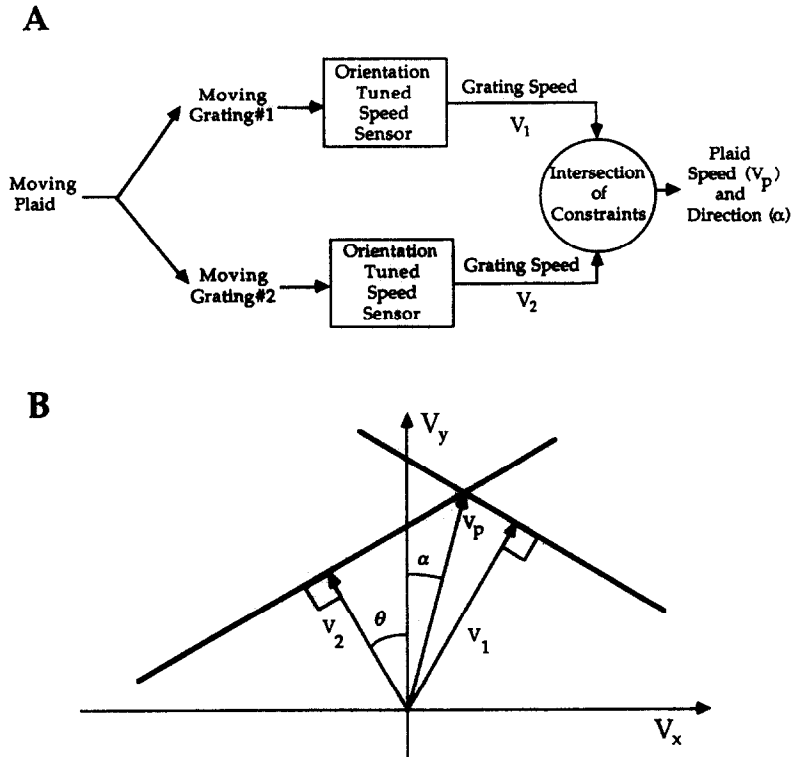 A
Moving
Plaid
Moving
Grating#1
Orientation
Tuned
Speed
Sensor
Grating Speed
V1
Moving
Grating#2
Orientation
Tuned
Speed
Sensor
Grating Speed
V2
Intersection
of
Constraints
Plaid
Speed (Vp)
and
Direction (α)
B
Vy
vp
α
θ
v2
v1
Vx